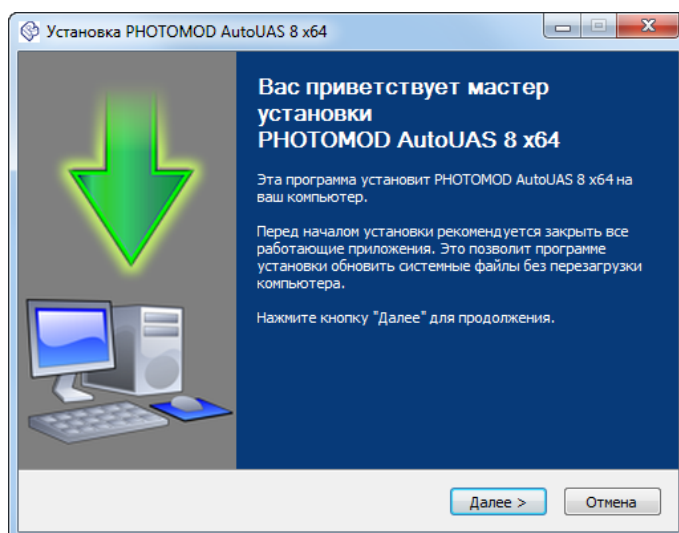 Установка PHOTOMOD AutoUAS 8 x64
Вас приветствует мастер
установки
PHOTOMOD AutoUAS 8 x64
Эта программа установит PHOTOMOD AutoUAS 8 x64 на
ваш компьютер.
Перед началом установки рекомендуется закрыть все
работающие приложения. Это позволит программе
установки обновить системные файлы без перезагрузки
компьютера.
Нажмите кнопку "Далее" для продолжения.
Далее >
Отмена